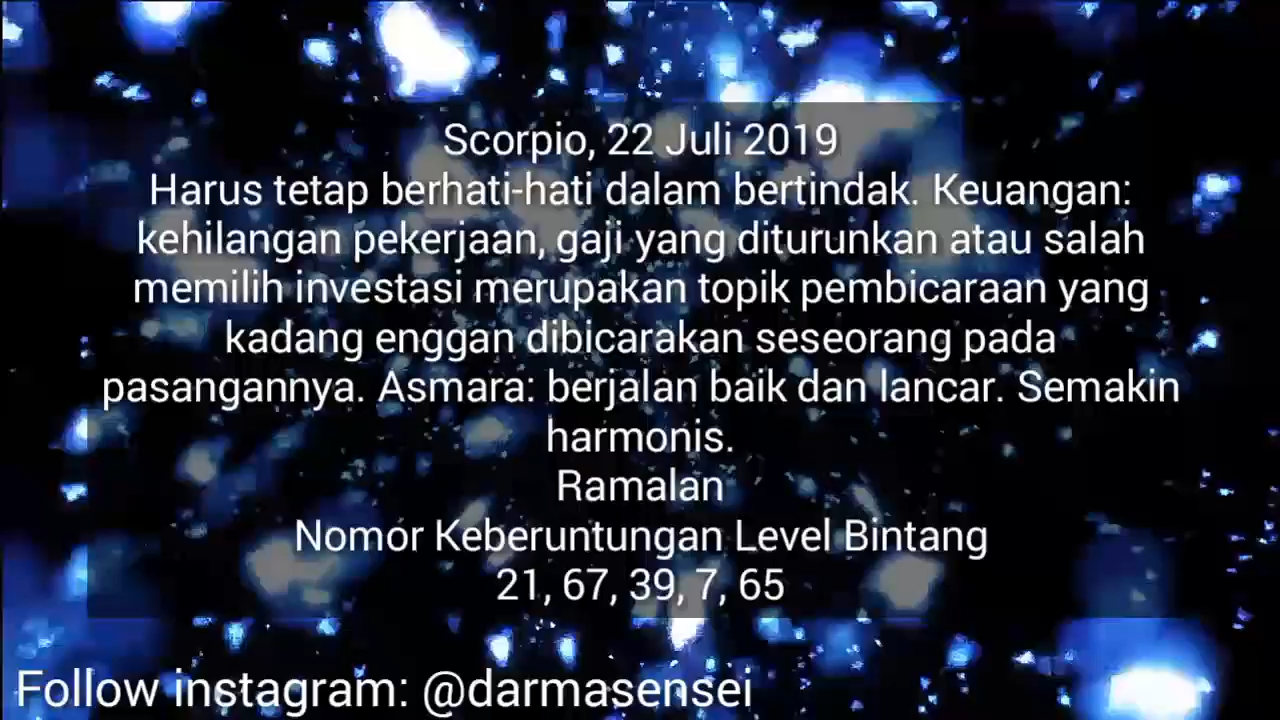 Scorpio, 22 Juli 2019
Harus tetap berhati-hati dalam bertindak. Keuangan:
kehilangan pekerjaan, gaji yang diturunkan atau salah
memilih investasi merupakan topik pembicaraan yang
kadang enggan dibicarakan seseorang pada
pasangannya. Asmara: berjalan baik dan lancar. Semakin
harmonis.
Ramalan
Nomor Keberuntungan Level Bintang
21, 67, 39, 7, 65
Follow instagram: @darmasensei